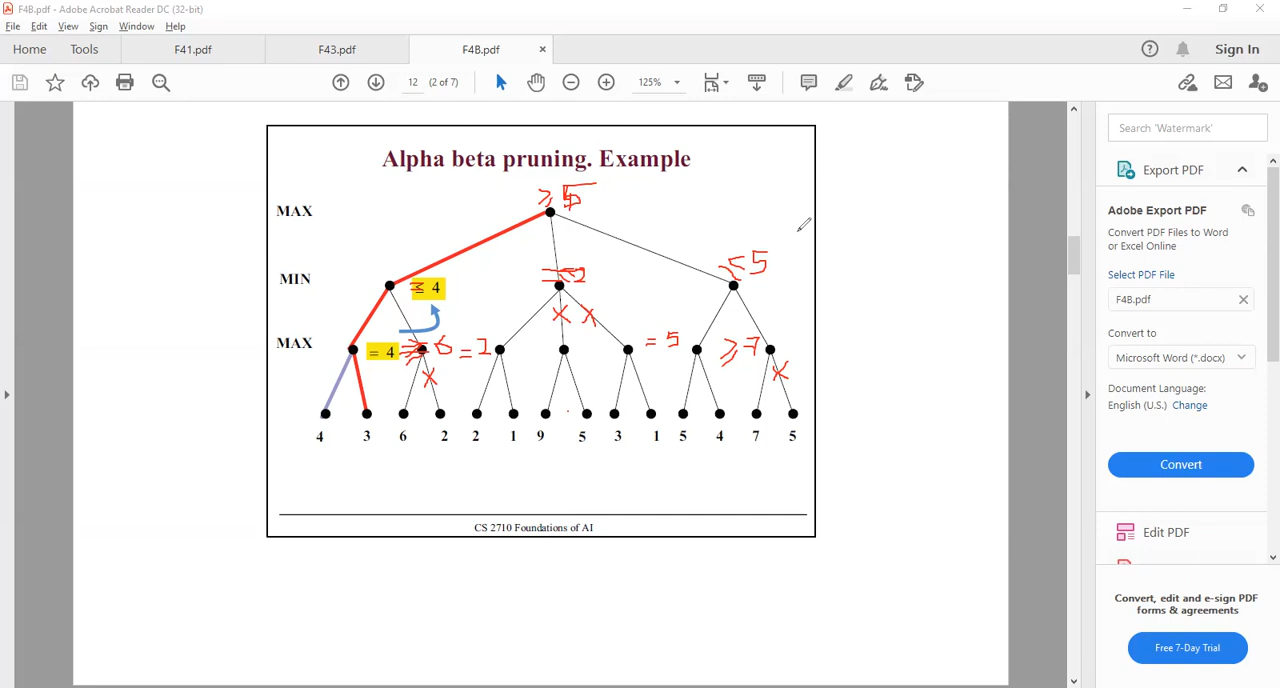 F4B.pdf - Adobe Acrobat Reader DC (32-bit)
File Edit View Sign Window Help
Home Tools F41.pdf F43.pdf F4B.pdf × ? Sign In
12 (2 of 7) 125%
Search 'Watermark'
Export PDF
Adobe Export PDF
Convert PDF Files to Word
or Excel Online
Select PDF File
F4B.pdf ×
Convert to
Microsoft Word (*.docx)
Document Language:
English (U.S.) Change
Convert
Edit PDF
Convert, edit and e-sign PDF
forms & agreements
Free 7-Day Trial
Alpha beta pruning. Example
≥ 5
MAX
≤ 5
MIN ≤ 4
X X
MAX = 4 ≥ 6 = 2 = 5 ≥ 7
X X
4 3 6 2 2 1 9 5 3 1 5 4 7 5
CS 2710 Foundations of AI